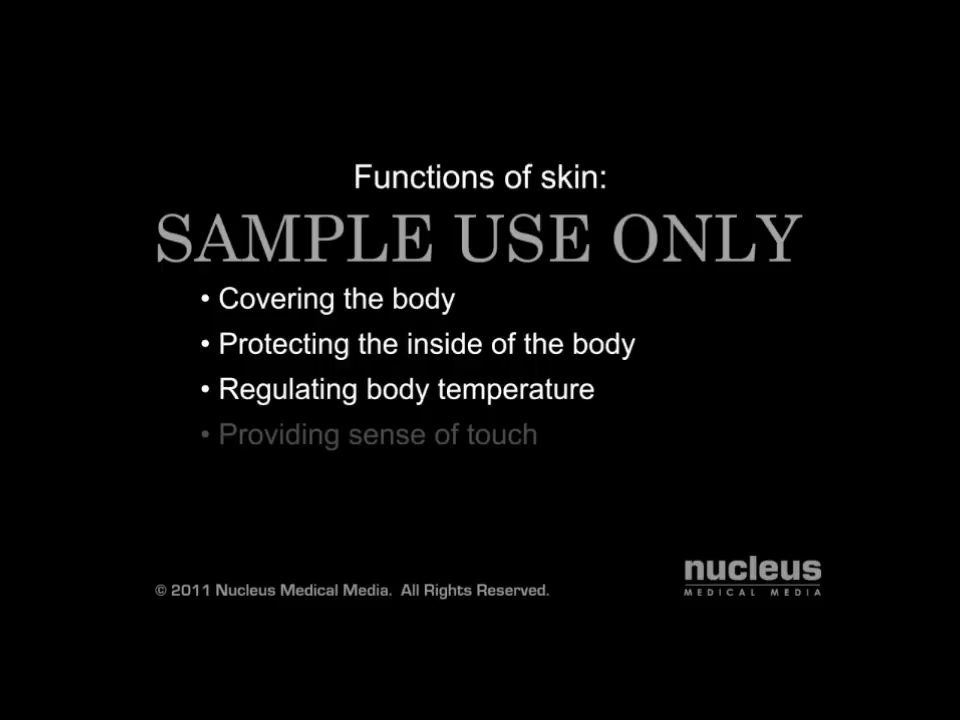 Functions of skin:
SAMPLE USE ONLY
• Covering the body
• Protecting the inside of the body
• Regulating body temperature
• Providing sense of touch
© 2011 Nucleus Medical Media. All Rights Reserved.
nucleus
MEDICAL MEDIA